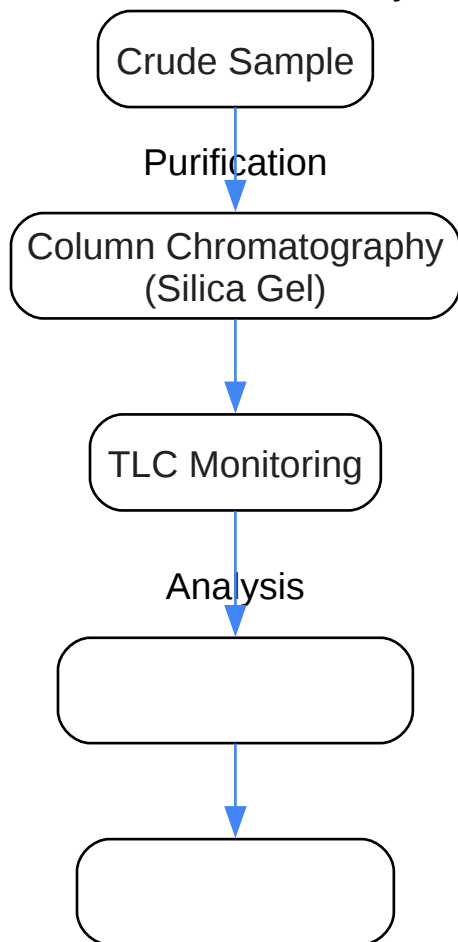 Crude Sample
Purification
Column Chromatography
(Silica Gel)
TLC Monitoring
Analysis